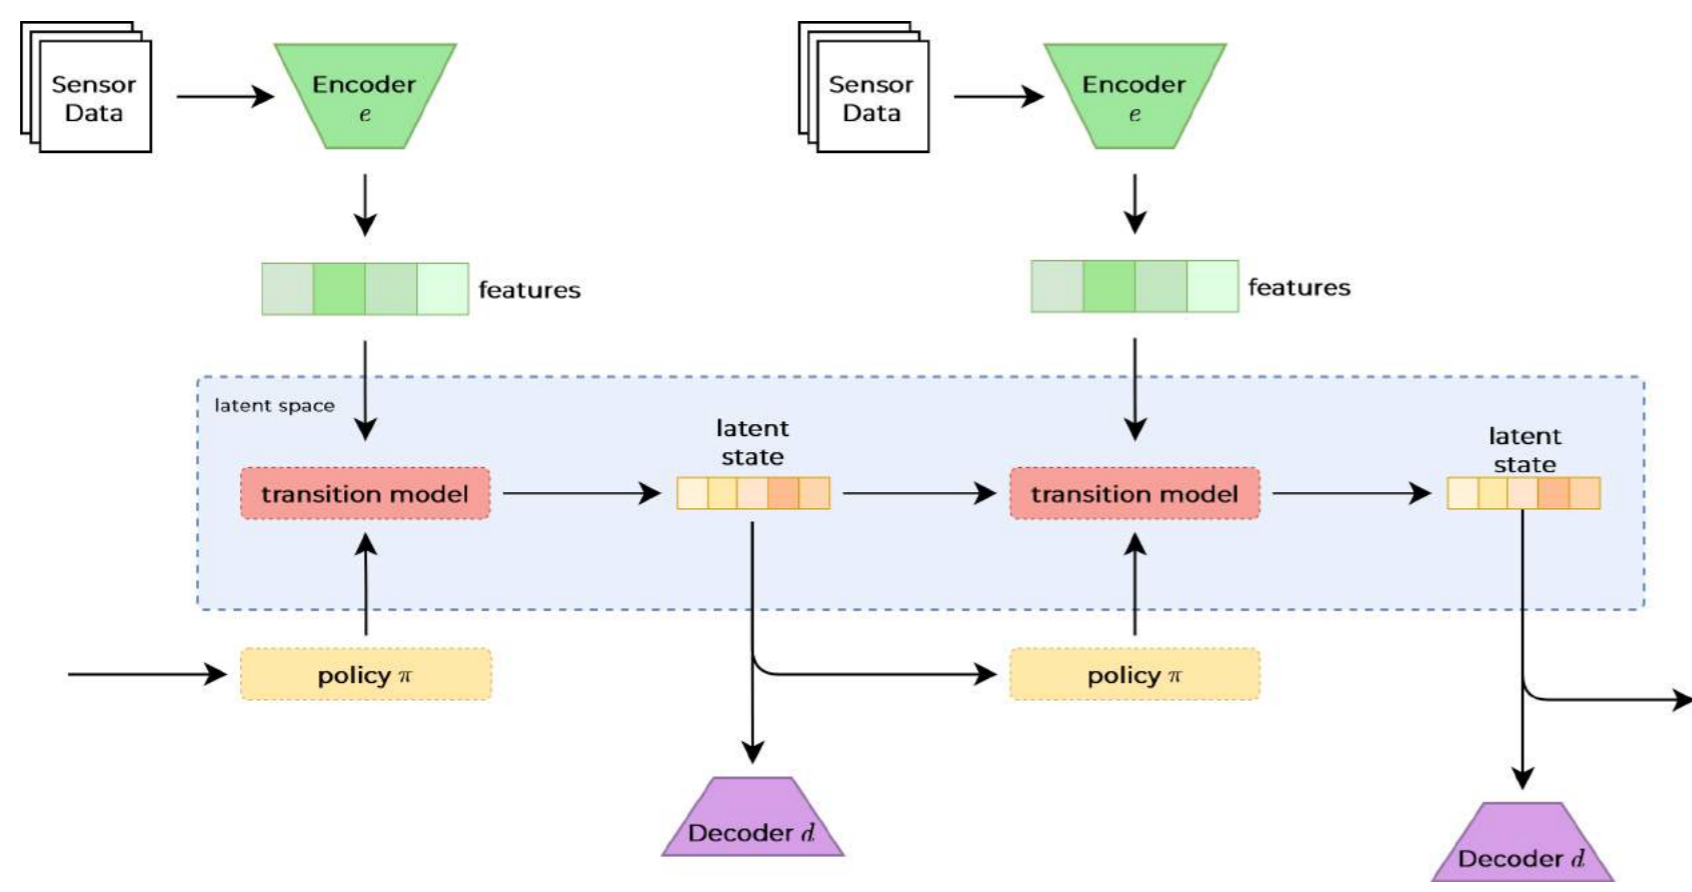 Sensor
Data
Encoder
e
Sensor
Data
Encoder
e
features
features
latent space
latent
state
latent
state
transition model
transition model
policy π
policy π
Decoder d
Decoder d